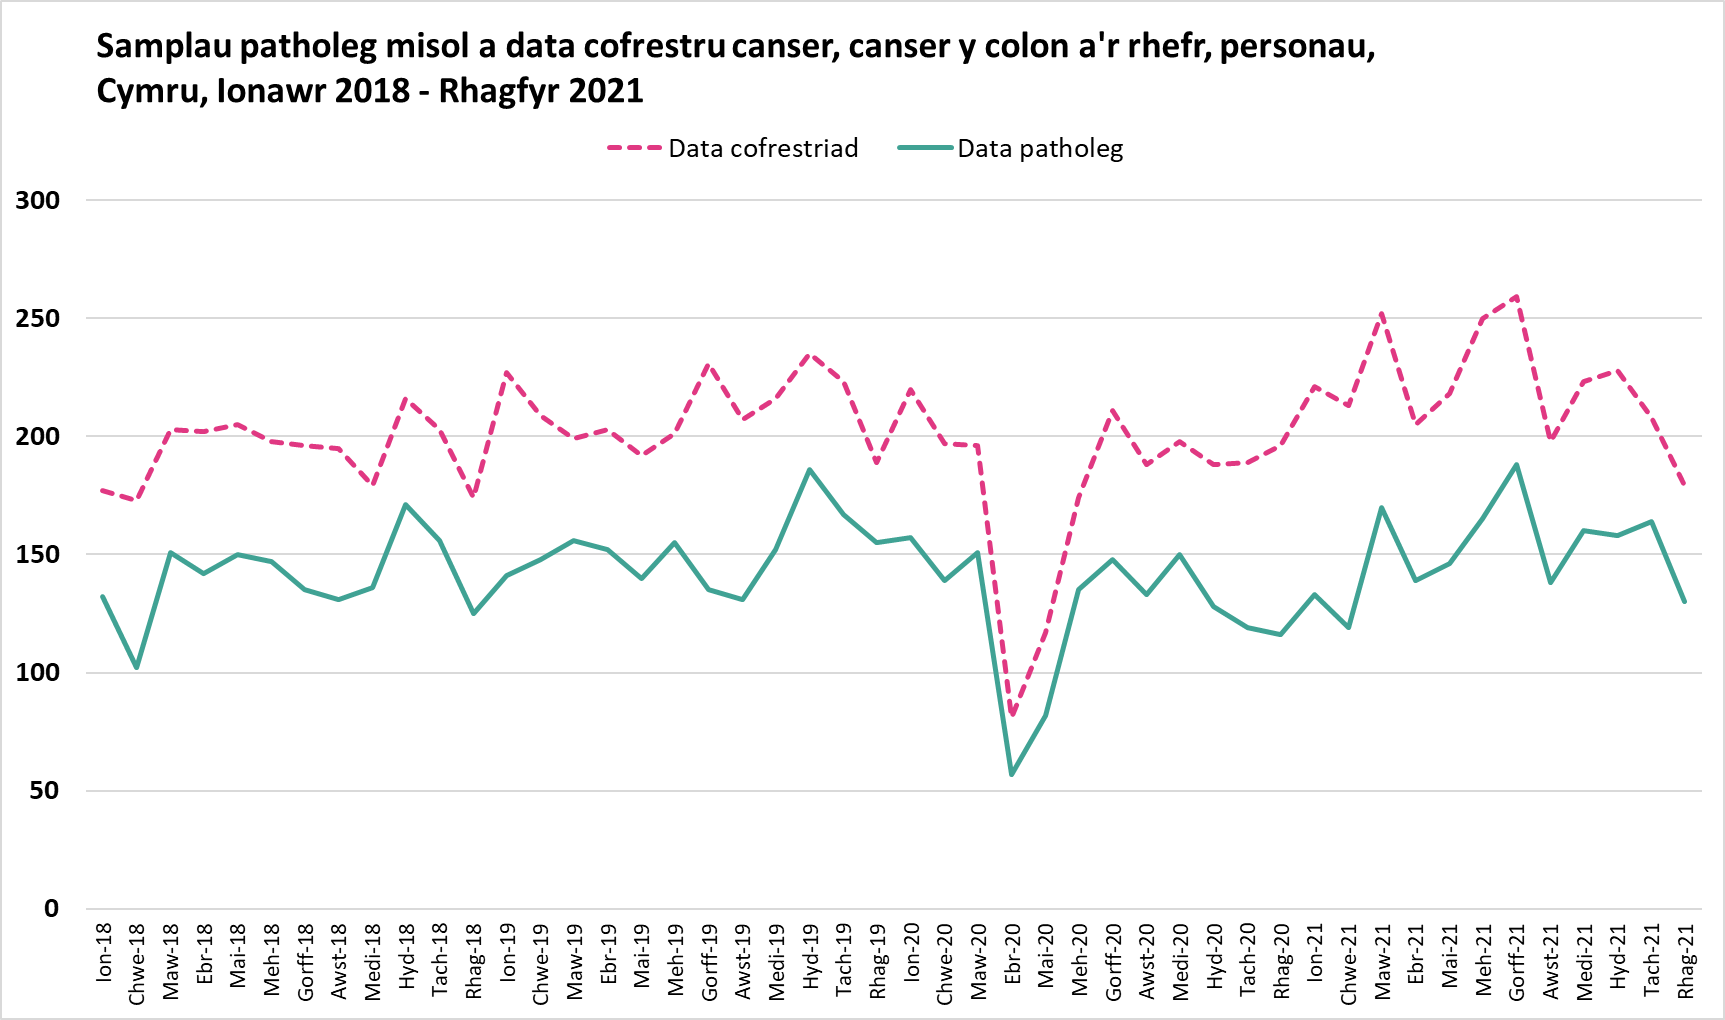 Samplau patholeg misol a data cofrestru canser, canser y colon a'r rhefr, personau,
Cymru, Ionawr 2018 - Rhagfyr 2021
Data cofrestriad
Data patholeg
300
250
200
150
100
50
0
Ion-18
Chwe-18
Maw-18
Ebr-18
Mai-18
Meh-18
Gorff-18
Awst-18
Medi-18
Hyd-18
Tach-18
Rhag-18
Ion-19
Chwe-19
Maw-19
Ebr-19
Mai-19
Meh-19
Gorff-19
Awst-19
Medi-19
Hyd-19
Tach-19
Rhag-19
Ion-20
Chwe-20
Maw-20
Ebr-20
Mai-20
Meh-20
Gorff-20
Awst-20
Medi-20
Hyd-20
Tach-20
Rhag-20
Ion-21
Chwe-21
Maw-21
Ebr-21
Mai-21
Meh-21
Gorff-21
Awst-21
Medi-21
Hyd-21
Tach-21
Rhag-21